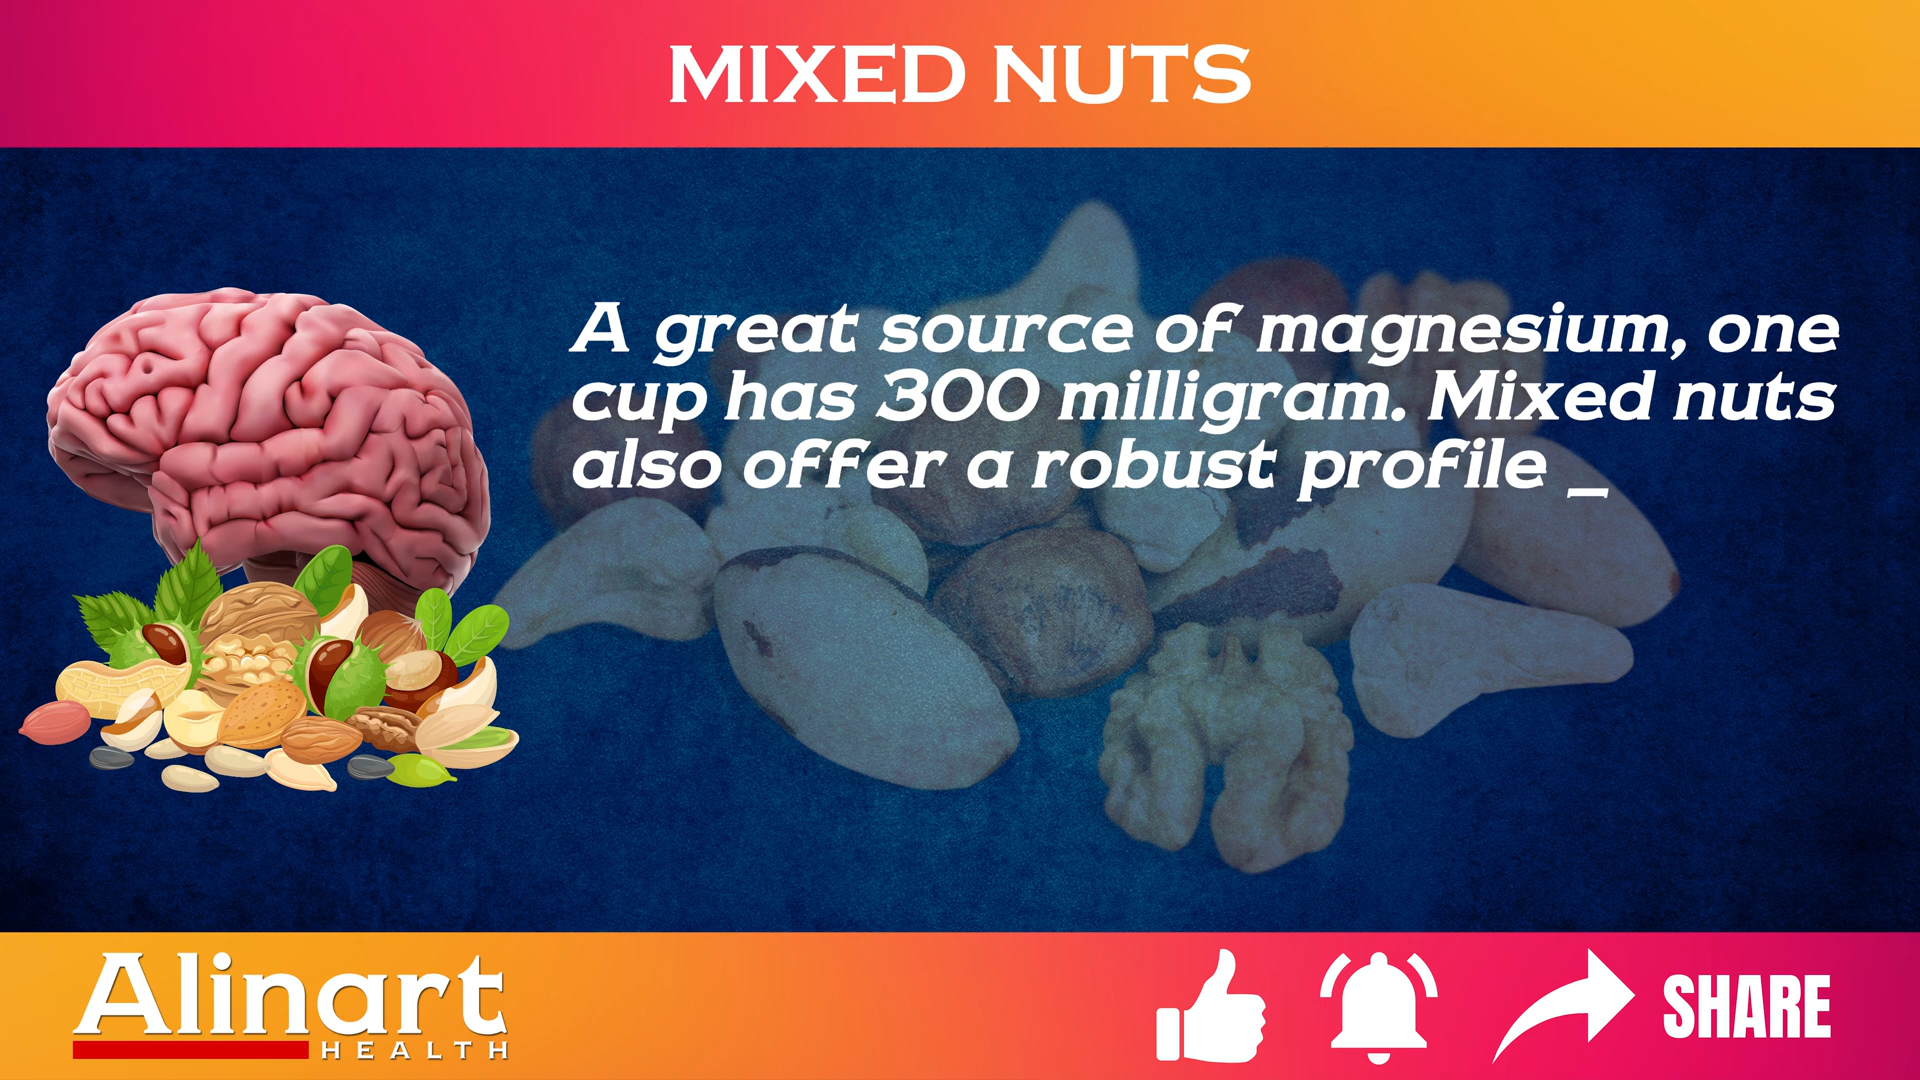 MIXED NUTS
A great source of magnesium, one
cup has 300 milligram. Mixed nuts
also offer a robust profile _
Alinart
HEALTH
SHARE